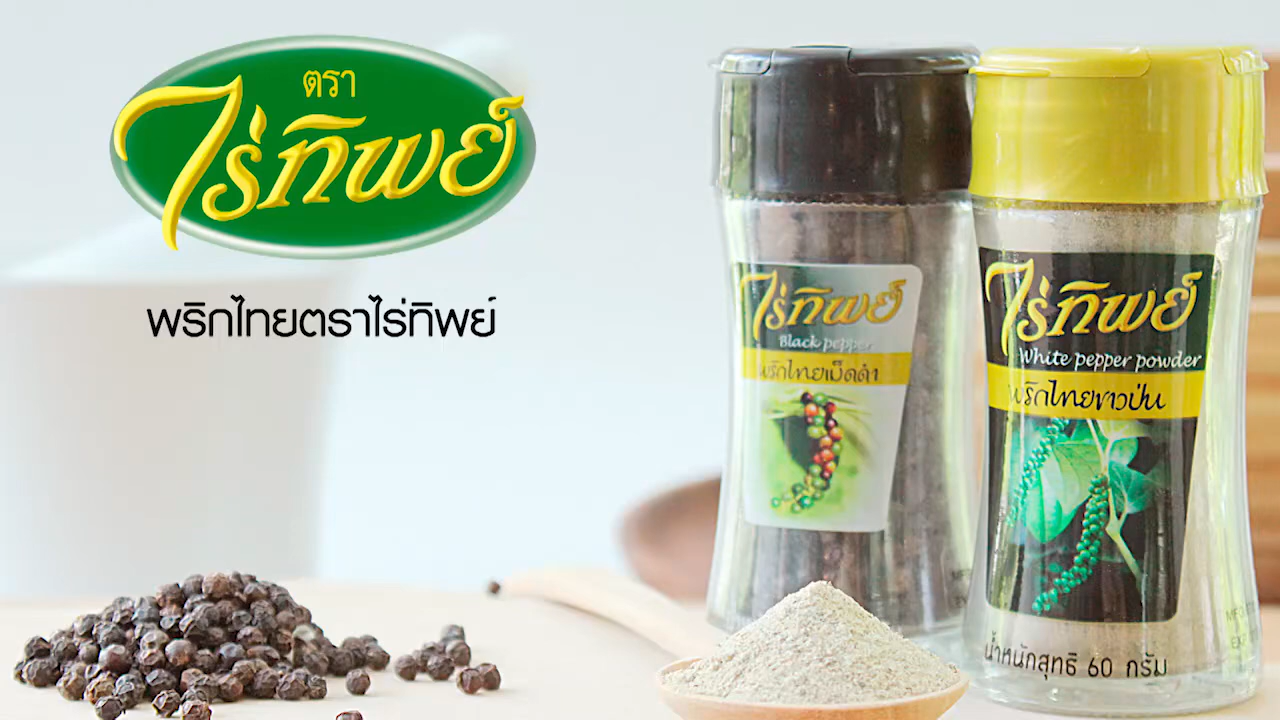 ตรา
ไร่ทิพย์
พริกไทยตราไร่ทิพย์
ไร่ทิพย์
Black pepper
พริกไทยเม็ดดำ
ไร่ทิพย์
White pepper powder
พริกไทยขาวป่น
น้ำหนักสุทธิ 60 กรัม